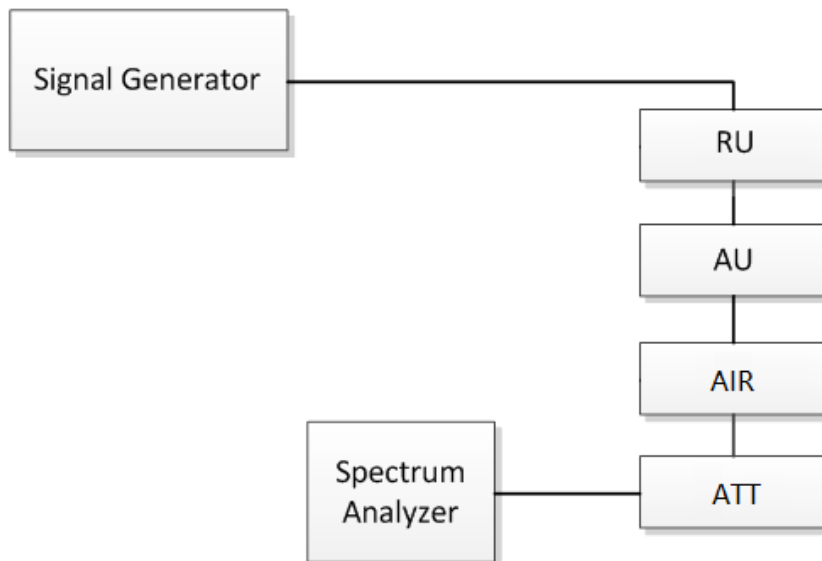 Signal Generator
RU
AU
AIR
ATT
Spectrum
Analyzer